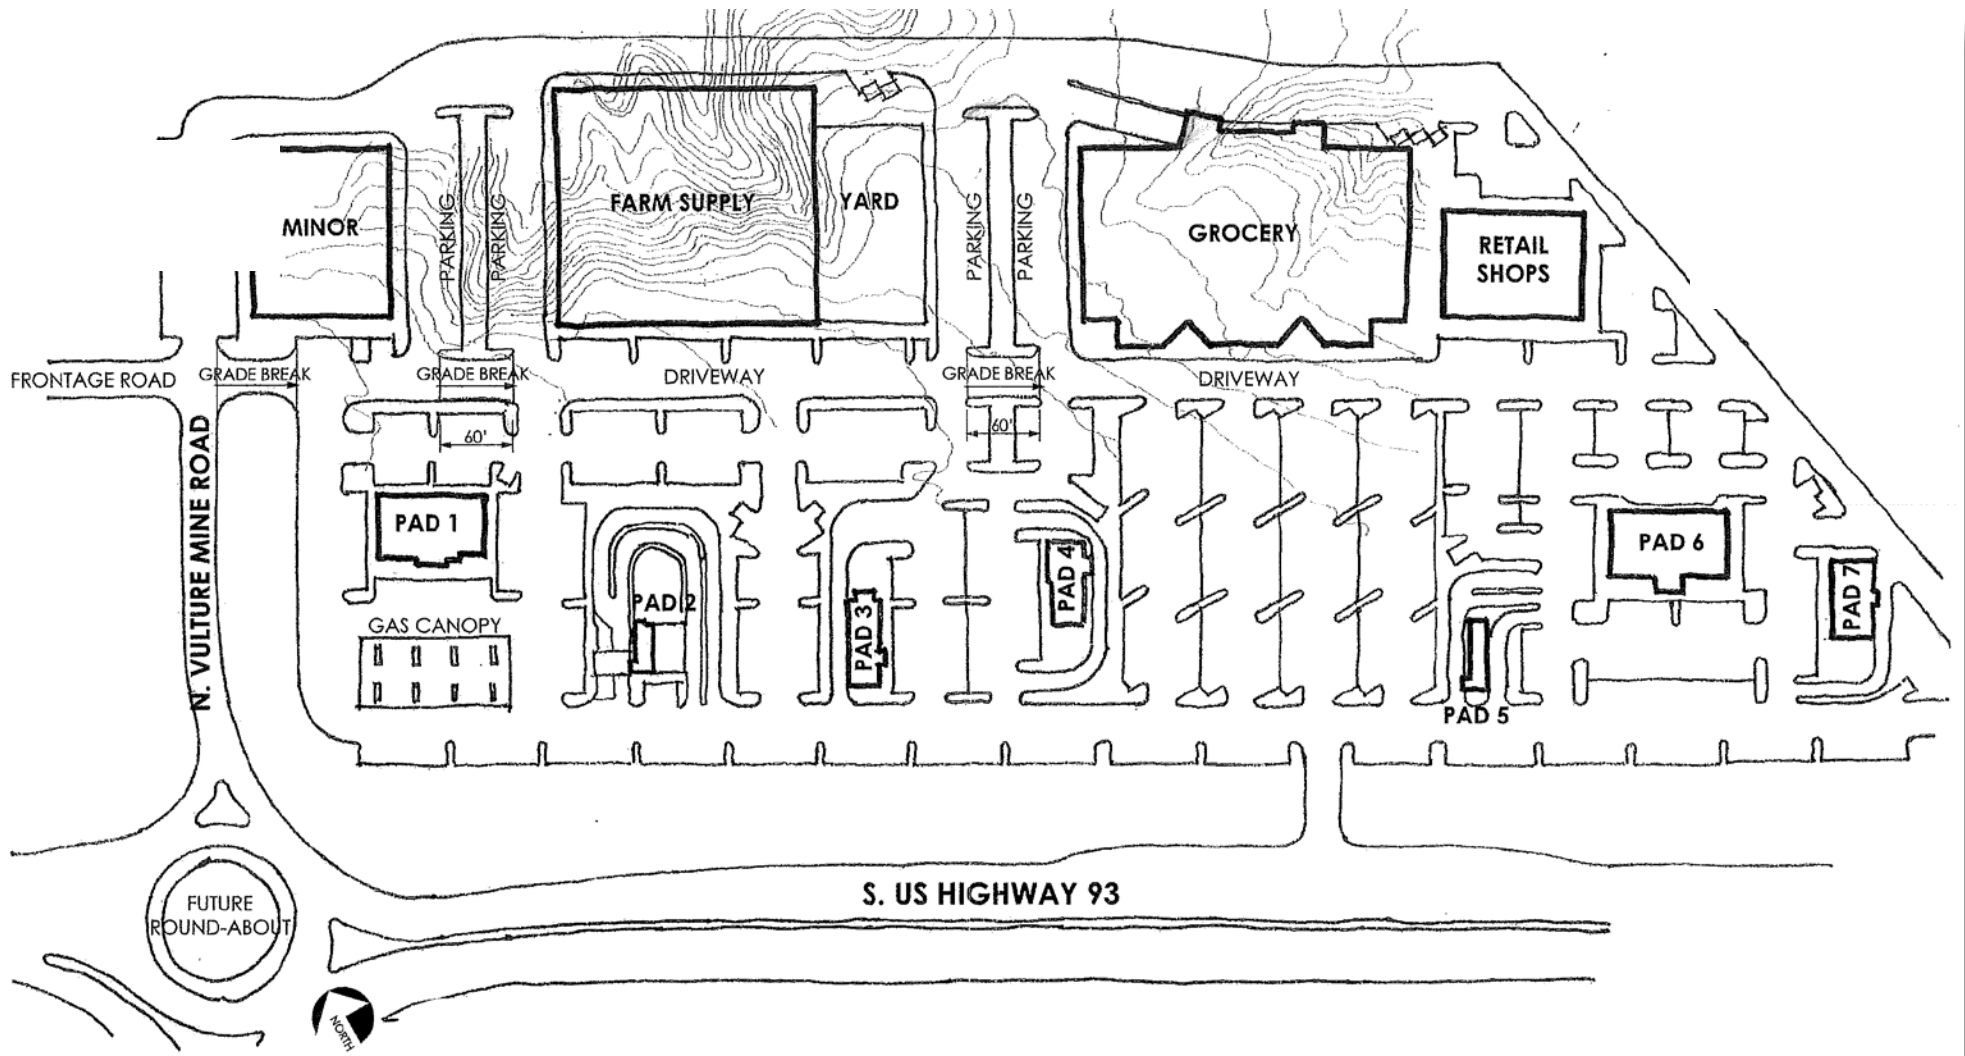 FARM SUPPLY
YARD
MINOR
PARKING
PARKING
PARKING
PARKING
GROCERY
RETAIL
SHOPS
FRONTAGE ROAD
GRADE BREAK
GRADE BREAK
DRIVEWAY
GRADE BREAK
DRIVEWAY
60'
60'
N. VULTURE MINE ROAD
PAD 1
PAD 2
PAD 3
PAD 4
PAD 5
PAD 6
PAD 7
GAS CANOPY
S. US HIGHWAY 93
FUTURE
ROUND-ABOUT
NORTH